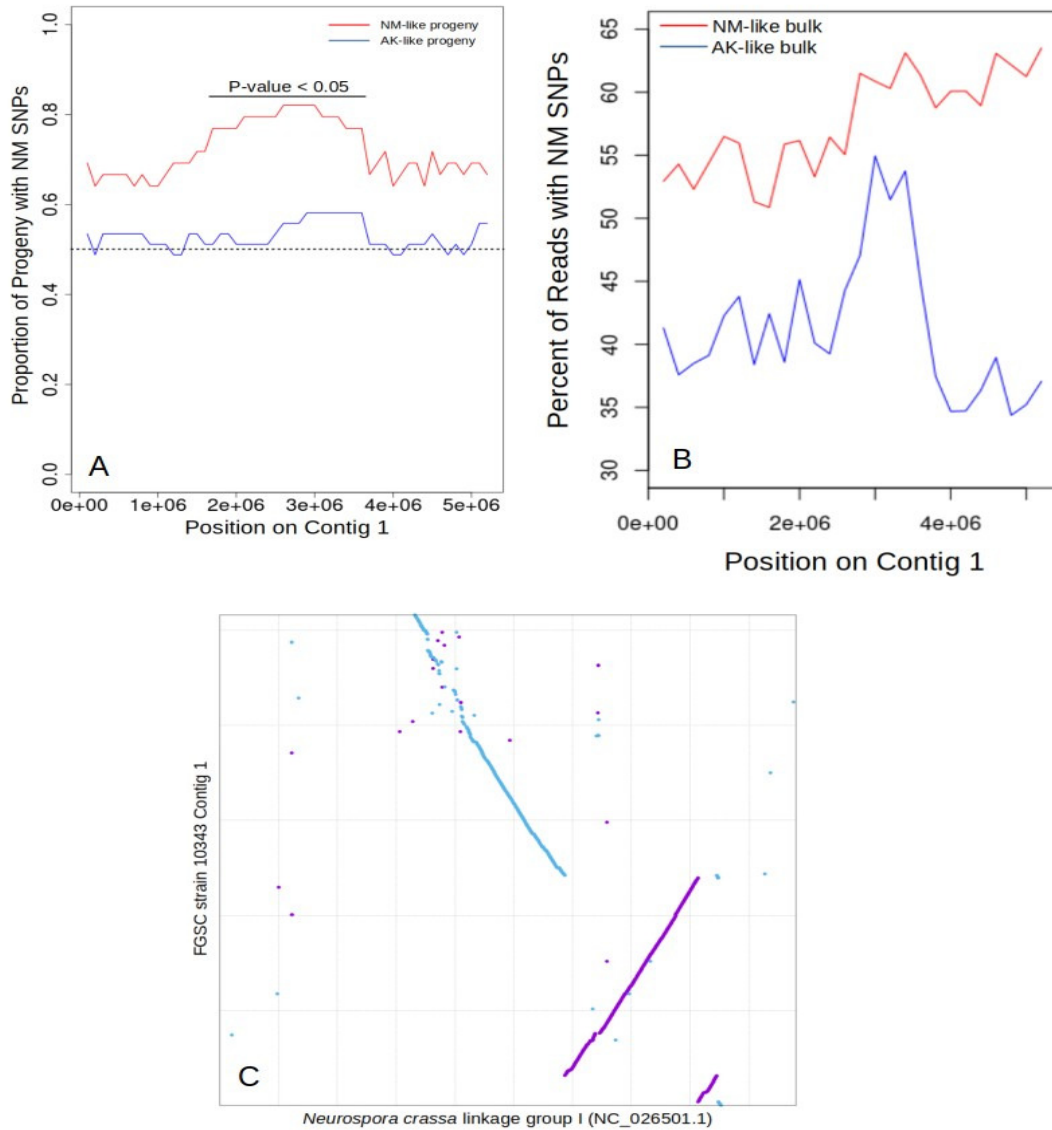 NM-like progeny
AK-like progeny
P-value < 0.05
Proportion of Progeny with NM SNPs
1.0
0.8
0.6
0.4
0.2
0.0
A
0e+00 1e+06 2e+06 3e+06 4e+06 5e+06
Position on Contig 1
NM-like bulk
AK-like bulk
Percent of Reads with NM SNPs
65
60
55
50
45
40
35
30
B
0e+00 2e+06 4e+06
Position on Contig 1
FGSC strain 10343 Contig 1
C
Neurospora crassa linkage group I (NC_026501.1)